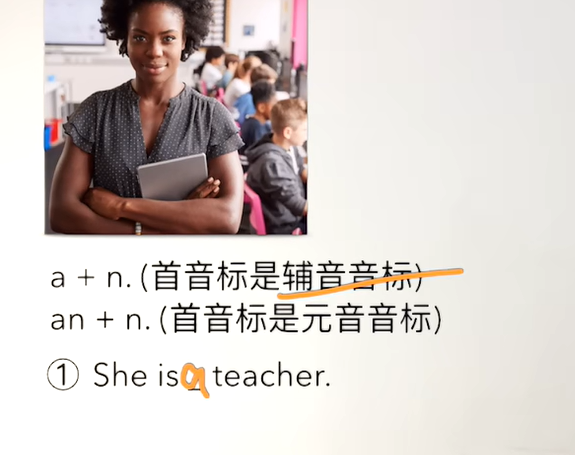 a + n. (首音标是辅音音标)
an + n. (首音标是元音音标)
① She is a teacher.